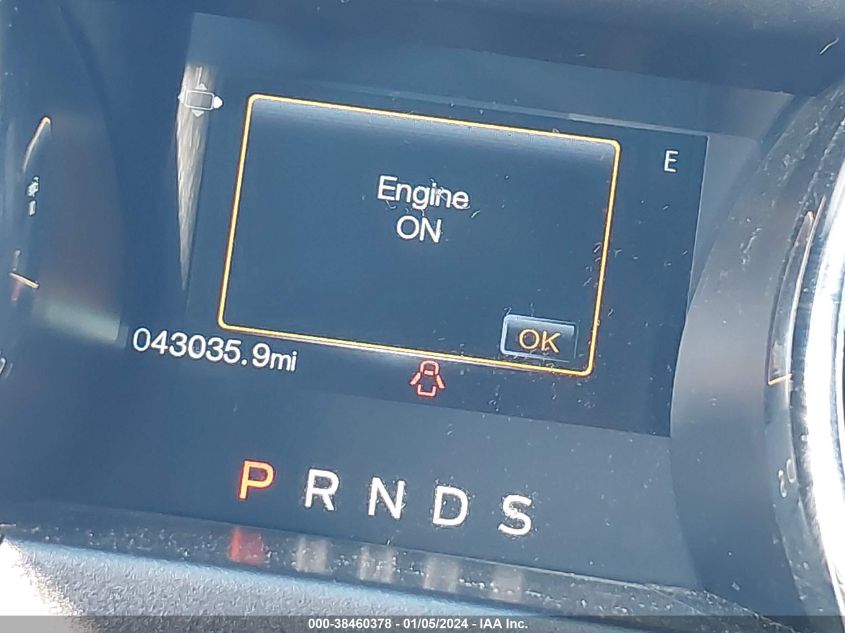 E
Engine
ON
OK
043035.9mi
P R N D S
000-38460378 - 01/05/2024 - IAA Inc.